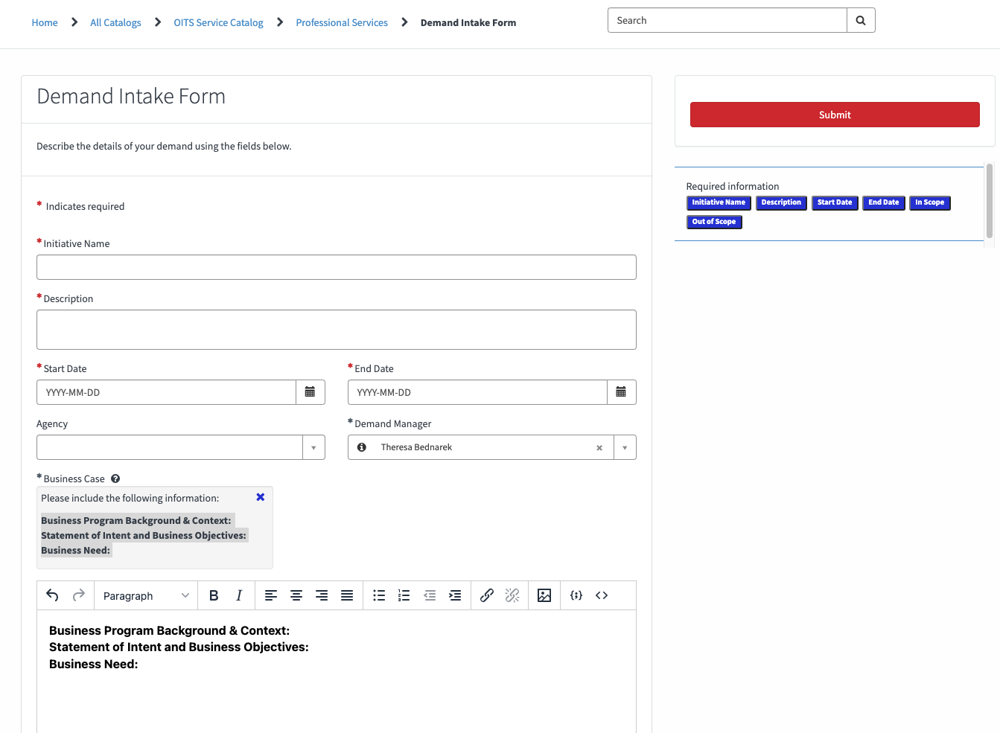 Home
All Catalogs
OITS Service Catalog
Professional Services
Demand Intake Form
Search
Demand Intake Form
Describe the details of your demand using the fields below.
* Indicates required
* Initiative Name
* Description
* Start Date
YYYY-MM-DD
* End Date
YYYY-MM-DD
Agency
* Demand Manager
Theresa Bednarek
* Business Case
Please include the following information:
Business Program Background & Context:
Statement of Intent and Business Objectives:
Business Need:
Paragraph
B I
Business Program Background & Context:
Statement of Intent and Business Objectives:
Business Need:
Submit
Required information
Initiative Name Description Start Date End Date In Scope
Out of Scope